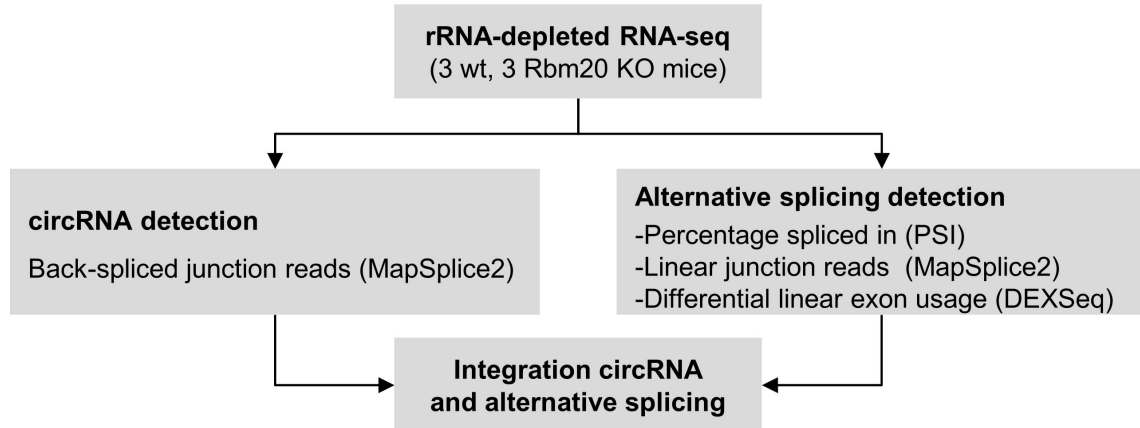 rRNA-depleted RNA-seq
(3 wt, 3 Rbm20 KO mice)
circRNA detection
Back-spliced junction reads (MapSplice2)
Alternative splicing detection
-Percentage spliced in (PSI)
-Linear junction reads  (MapSplice2)
-Differential linear exon usage (DEXSeq)
Integration circRNA
and alternative splicing